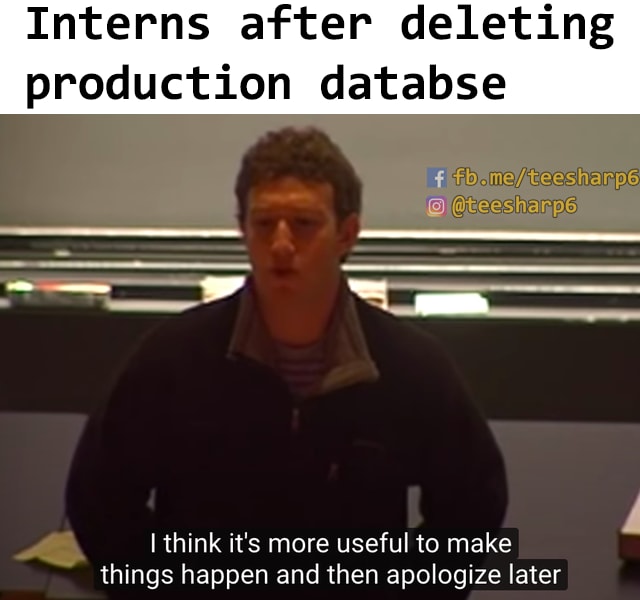 Interns after deleting
production databse
fb.me/teesharp6
@teesharp6
I think it's more useful to make
things happen and then apologize later